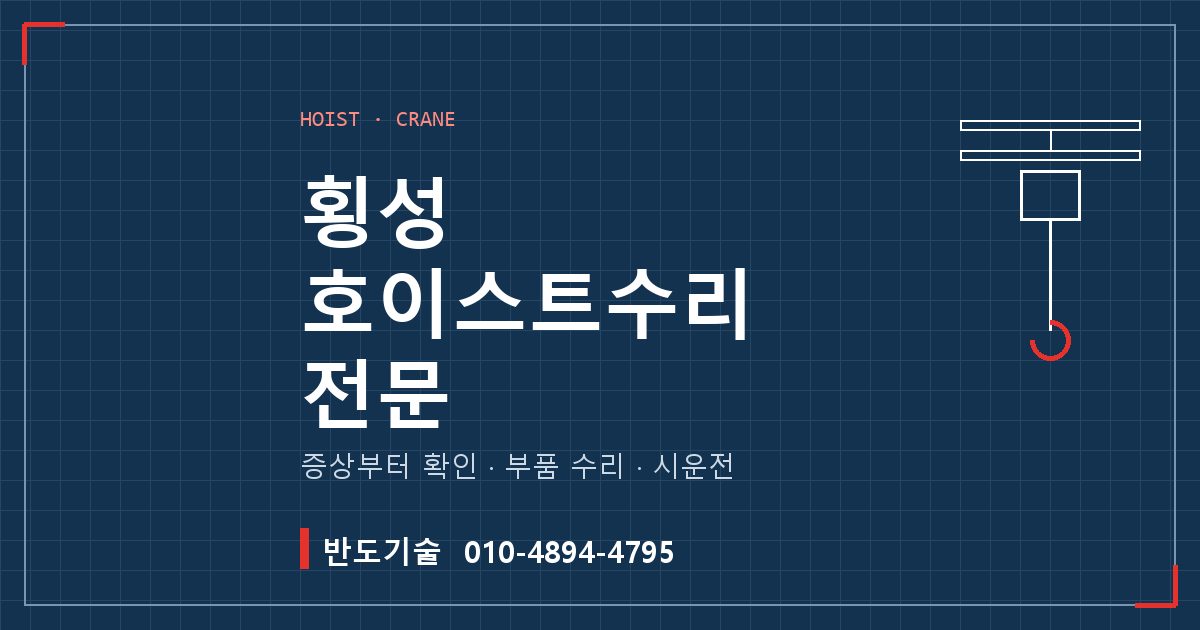 HOIST · CRANE
횡성
호이스트수리
전문
증상부터 확인 · 부품 수리 · 시운전
반도기술 010-4894-4795